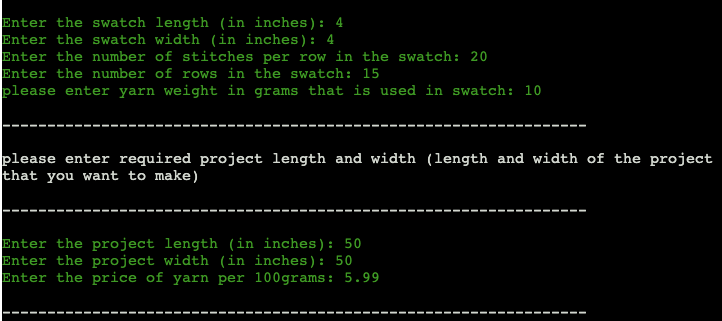 Enter the swatch length (in inches): 4
Enter the swatch width (in inches): 4
Enter the number of stitches per row in the swatch: 20
Enter the number of rows in the swatch: 15
please enter yarn weight in grams that is used in swatch: 10
-----------------------------------------------------------------
please enter required project length and width (length and width of the project
that you want to make)
-----------------------------------------------------------------
Enter the project length (in inches): 50
Enter the project width (in inches): 50
Enter the price of yarn per 100grams: 5.99
-----------------------------------------------------------------